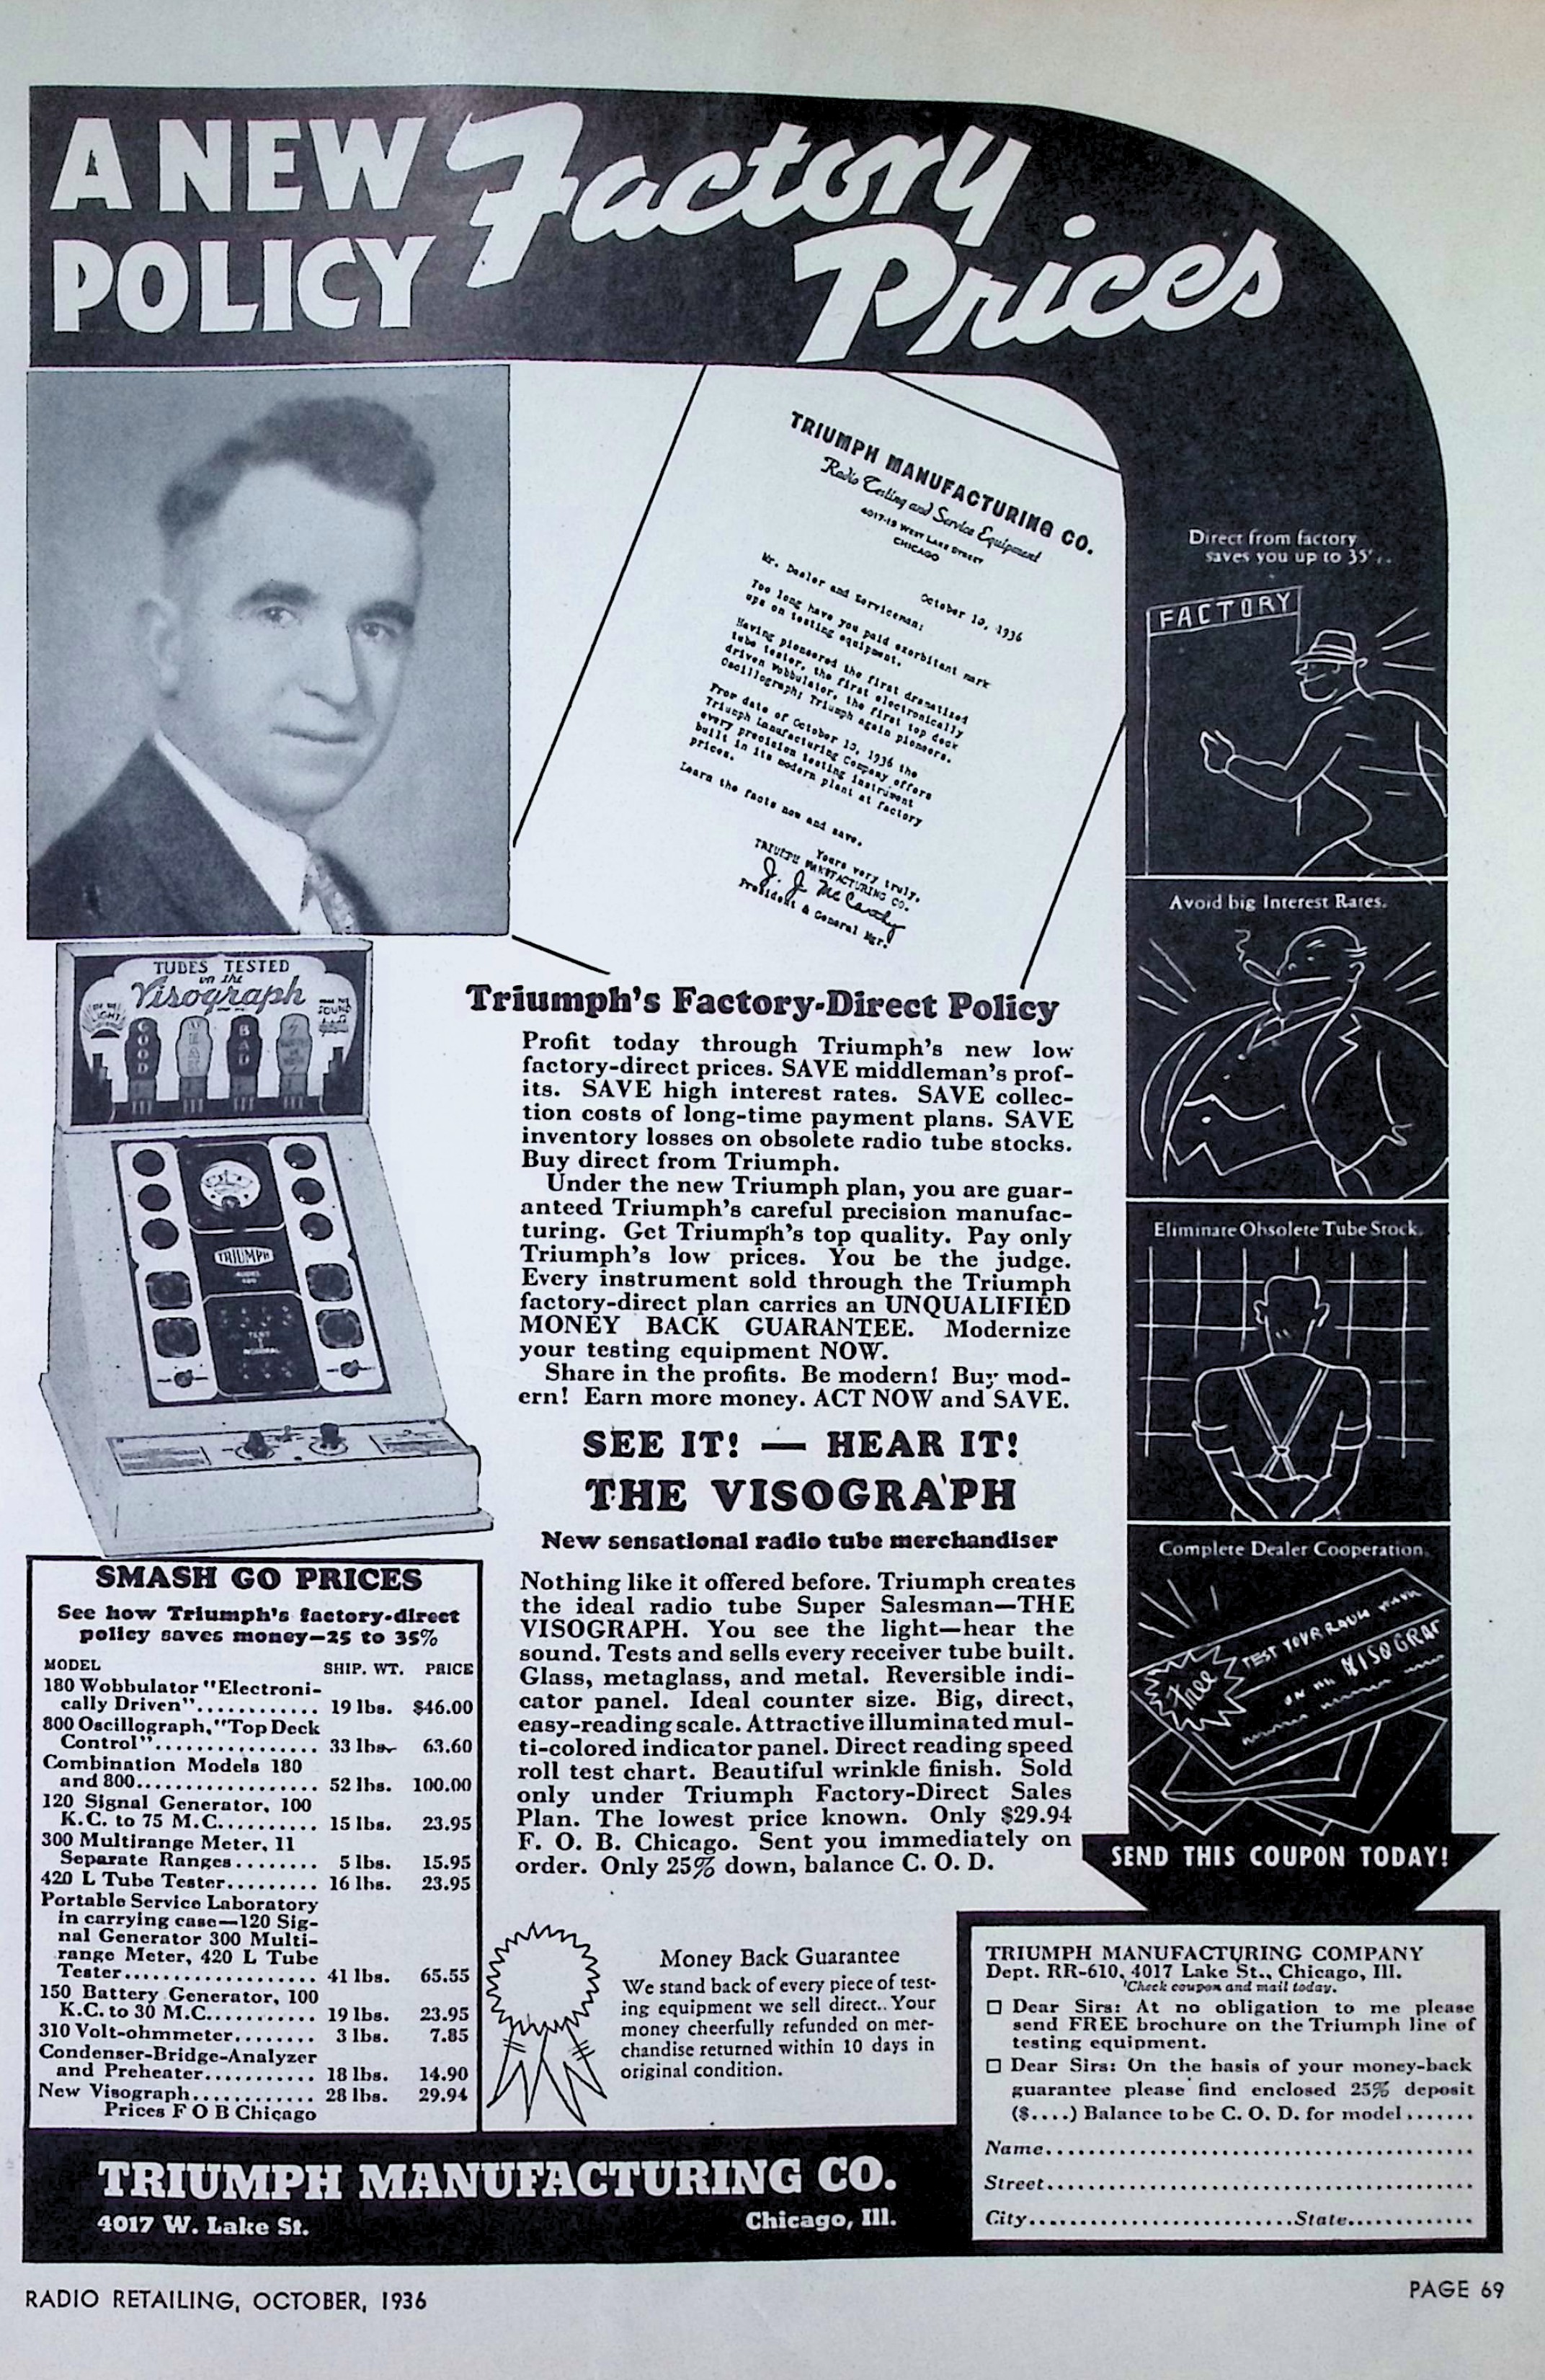 A NEW
POLICY
Factory
Prices
TRIUMPH MANUFACTURING CO.
Radio Testing and Service Equipment
4017-19 WEST LAKE STREET
CHICAGO
October 10, 1936
Mr. Dealer and Serviceman:
Too long have you paid exorbitant mark
ups on testing equipment.
Having pioneered the first dramatized
tube tester, the first electronically
driven Wobbulator, the first top deck
Oscillograph; Triumph again pioneers.
From date of October 10, 1936 the
Triumph Manufacturing Company offers
every precision testing instrument
built in its modern plant at factory
prices.
Learn the facts now and save.
Yours very truly,
TRIUMPH MANUFACTURING CO.
J. J. McCarthy
President & General Mgr.
Direct from factory
saves you up to 35%.
FACTORY
Avoid big Interest Rates.
Eliminate Obsolete Tube Stock.
Complete Dealer Cooperation.
Free
TEST YOUR RADIO
ON AN VISOGRAP
SEND THIS COUPON TODAY!
TUBES TESTED
on the
Visograph
LIGHT
SOUND
GOOD
WEAK
BAD
TRIUMPH
MODEL
TEST
NORMAL
Triumph's Factory-Direct Policy
Profit today through Triumph's new low
factory-direct prices. SAVE middleman's prof-
its. SAVE high interest rates. SAVE collec-
tion costs of long-time payment plans. SAVE
inventory losses on obsolete radio tube stocks.
Buy direct from Triumph.
Under the new Triumph plan, you are guar-
anteed Triumph's careful precision manufac-
turing. Get Triumph's top quality. Pay only
Triumph's low prices. You be the judge.
Every instrument sold through the Triumph
factory-direct plan carries an UNQUALIFIED
MONEY BACK GUARANTEE. Modernize
your testing equipment NOW.
Share in the profits. Be modern! Buy mod-
ern! Earn more money. ACT NOW and SAVE.
SEE IT! — HEAR IT!
THE VISOGRAPH
New sensational radio tube merchandiser
Nothing like it offered before. Triumph creates
the ideal radio tube Super Salesman—THE
VISOGRAPH. You see the light—hear the
sound. Tests and sells every receiver tube built.
Glass, metaglass, and metal. Reversible indi-
cator panel. Ideal counter size. Big, direct,
easy-reading scale. Attractive illuminated mul-
ti-colored indicator panel. Direct reading speed
roll test chart. Beautiful wrinkle finish. Sold
only under Triumph Factory-Direct Sales
Plan. The lowest price known. Only $29.94
F. O. B. Chicago. Sent you immediately on
order. Only 25% down, balance C. O. D.
SMASH GO PRICES
See how Triumph's factory-direct
policy saves money—25 to 35%
MODEL SHIP. WT. PRICE
180 Wobbulator "Electroni-
cally Driven"............ 19 lbs. $46.00
800 Oscillograph, "Top Deck
Control"................ 33 lbs. 63.60
Combination Models 180
and 800.................. 52 lbs. 100.00
120 Signal Generator, 100
K.C. to 75 M.C.......... 15 lbs. 23.95
300 Multirange Meter, 11
Separate Ranges........ 5 lbs. 15.95
420 L Tube Tester......... 16 lbs. 23.95
Portable Service Laboratory
in carrying case—120 Sig-
nal Generator 300 Multi-
range Meter, 420 L Tube
Tester................... 41 lbs. 65.55
150 Battery Generator, 100
K.C. to 30 M.C........... 19 lbs. 23.95
310 Volt-ohmmeter........ 3 lbs. 7.85
Condenser-Bridge-Analyzer
and Preheater........... 18 lbs. 14.90
New Visograph............ 28 lbs. 29.94
Prices F O B Chicago
Money Back Guarantee
We stand back of every piece of test-
ing equipment we sell direct. Your
money cheerfully refunded on mer-
chandise returned within 10 days in
original condition.
TRIUMPH MANUFACTURING COMPANY
Dept. RR-610, 4017 Lake St., Chicago, Ill.
Check coupon and mail today.
☐ Dear Sirs: At no obligation to me please
send FREE brochure on the Triumph line of
testing equipment.
☐ Dear Sirs: On the basis of your money-back
guarantee please find enclosed 25% deposit
($....) Balance to be C. O. D. for model.......
Name..........................................
Street..........................................
City..........................State............
TRIUMPH MANUFACTURING CO.
4017 W. Lake St. Chicago, Ill.
RADIO RETAILING, OCTOBER, 1936
PAGE 69